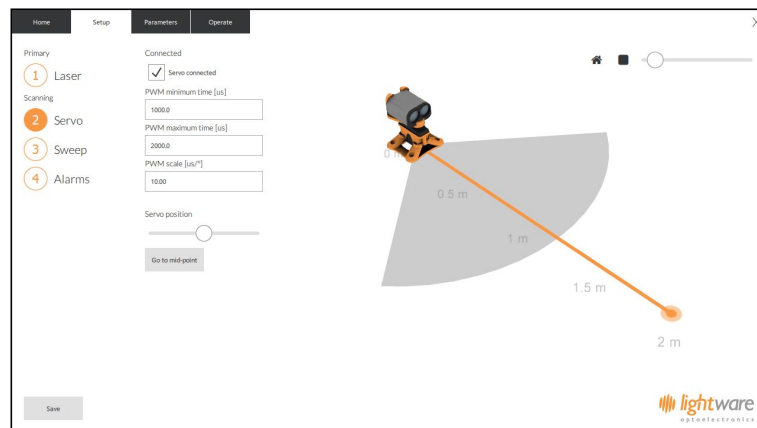 Home Setup Parameters Operate
Primary
1 Laser
Scanning
2 Servo
3 Sweep
4 Alarms
Connected
Servo connected
PWM minimum time [us]
1000.0
PWM maximum time [us]
2000.0
PWM scale [us/°]
10.00
Servo position
Go to mid-point
0.5 m
1 m
1.5 m
2 m
Save
lightware
optoelectronics